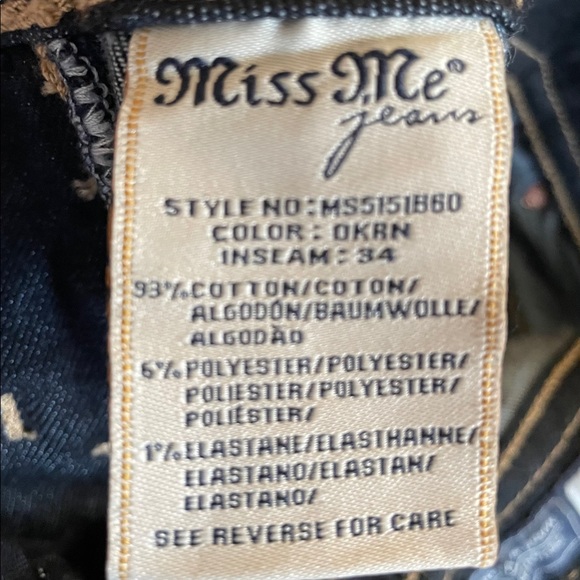 Miss Me®
jeans
STYLE NO:MS5151B60
COLOR : DKRN
INSEAM : 34
93% COTTON/COTON/
ALGODÓN/BAUMWOLLE/
ALGODÃO
6% POLYESTER/POLYESTER/
POLIESTER/POLYESTER/
POLIÉSTER/
1% ELASTANE/ELASTHANNE/
ELASTANO/ELASTAN/
ELASTANO/
SEE REVERSE FOR CARE